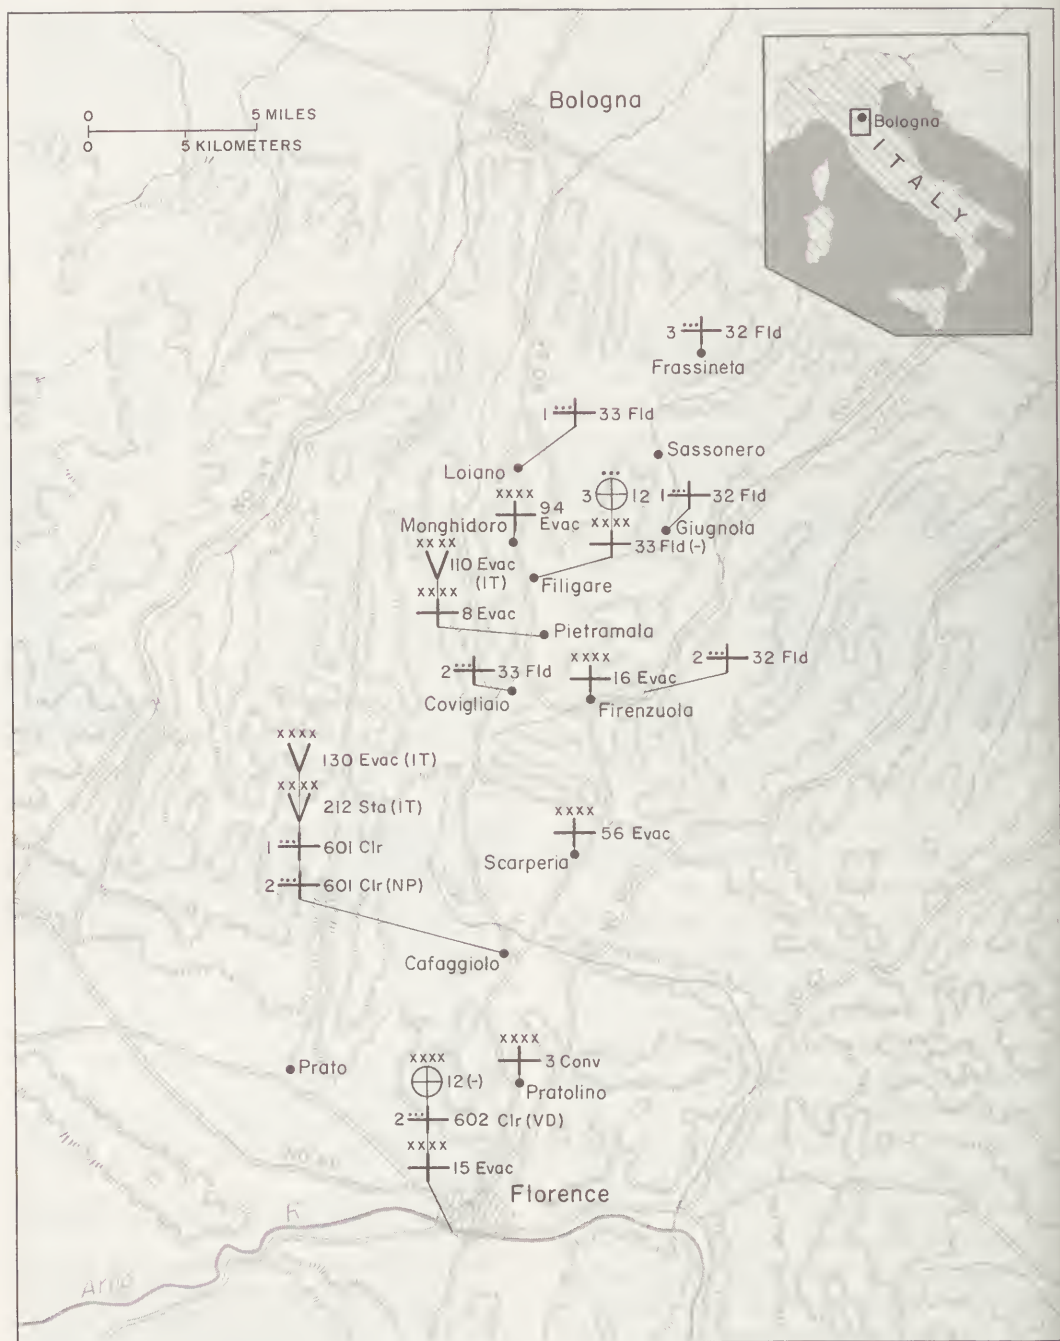 Bologna
0 5 MILES
0 5 KILOMETERS
Bologna
ITALY
3 32 Fld
Frassineta
1 33 Fld
Sassonero
Loiano
3 12
1 32 Fld
xxxx
94
Evac
Monghidoro
Giugnola
xxxx
33 Fld (-)
xxxx
110 Evac
(IT)
Filigare
xxxx
8 Evac
Pietramala
2 33 Fld
Covigliaio
xxxx
16 Evac
Firenzuola
2 32 Fld
xxxx
130 Evac (IT)
xxxx
212 Sta (IT)
1 601 Clr
2 601 Clr (NP)
xxxx
56 Evac
Scarperia
Cafaggiolo
Prato
xxxx
12 (-)
xxxx
3 Conv
Pratolino
2 602 Clr (VD)
xxxx
15 Evac
Florence
Arno R